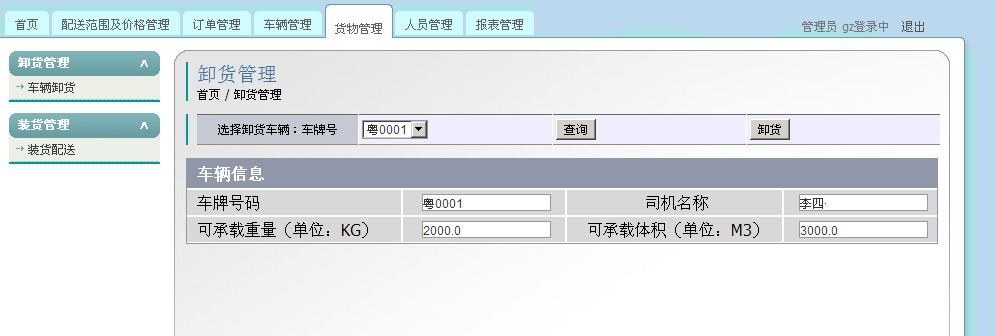 首页 配送范围及价格管理 订单管理 车辆管理 货物管理 人员管理 报表管理 管理员 gz登录中 退出
卸货管理 ∧
车辆卸货
装货管理 ∧
装货配送
卸货管理
首页 / 卸货管理
选择卸货车辆：车牌号 粤0001 查询 卸货
车辆信息
车牌号码 粤0001 司机名称 李四·
可承载重量（单位：KG） 2000.0 可承载体积（单位：M3） 3000.0